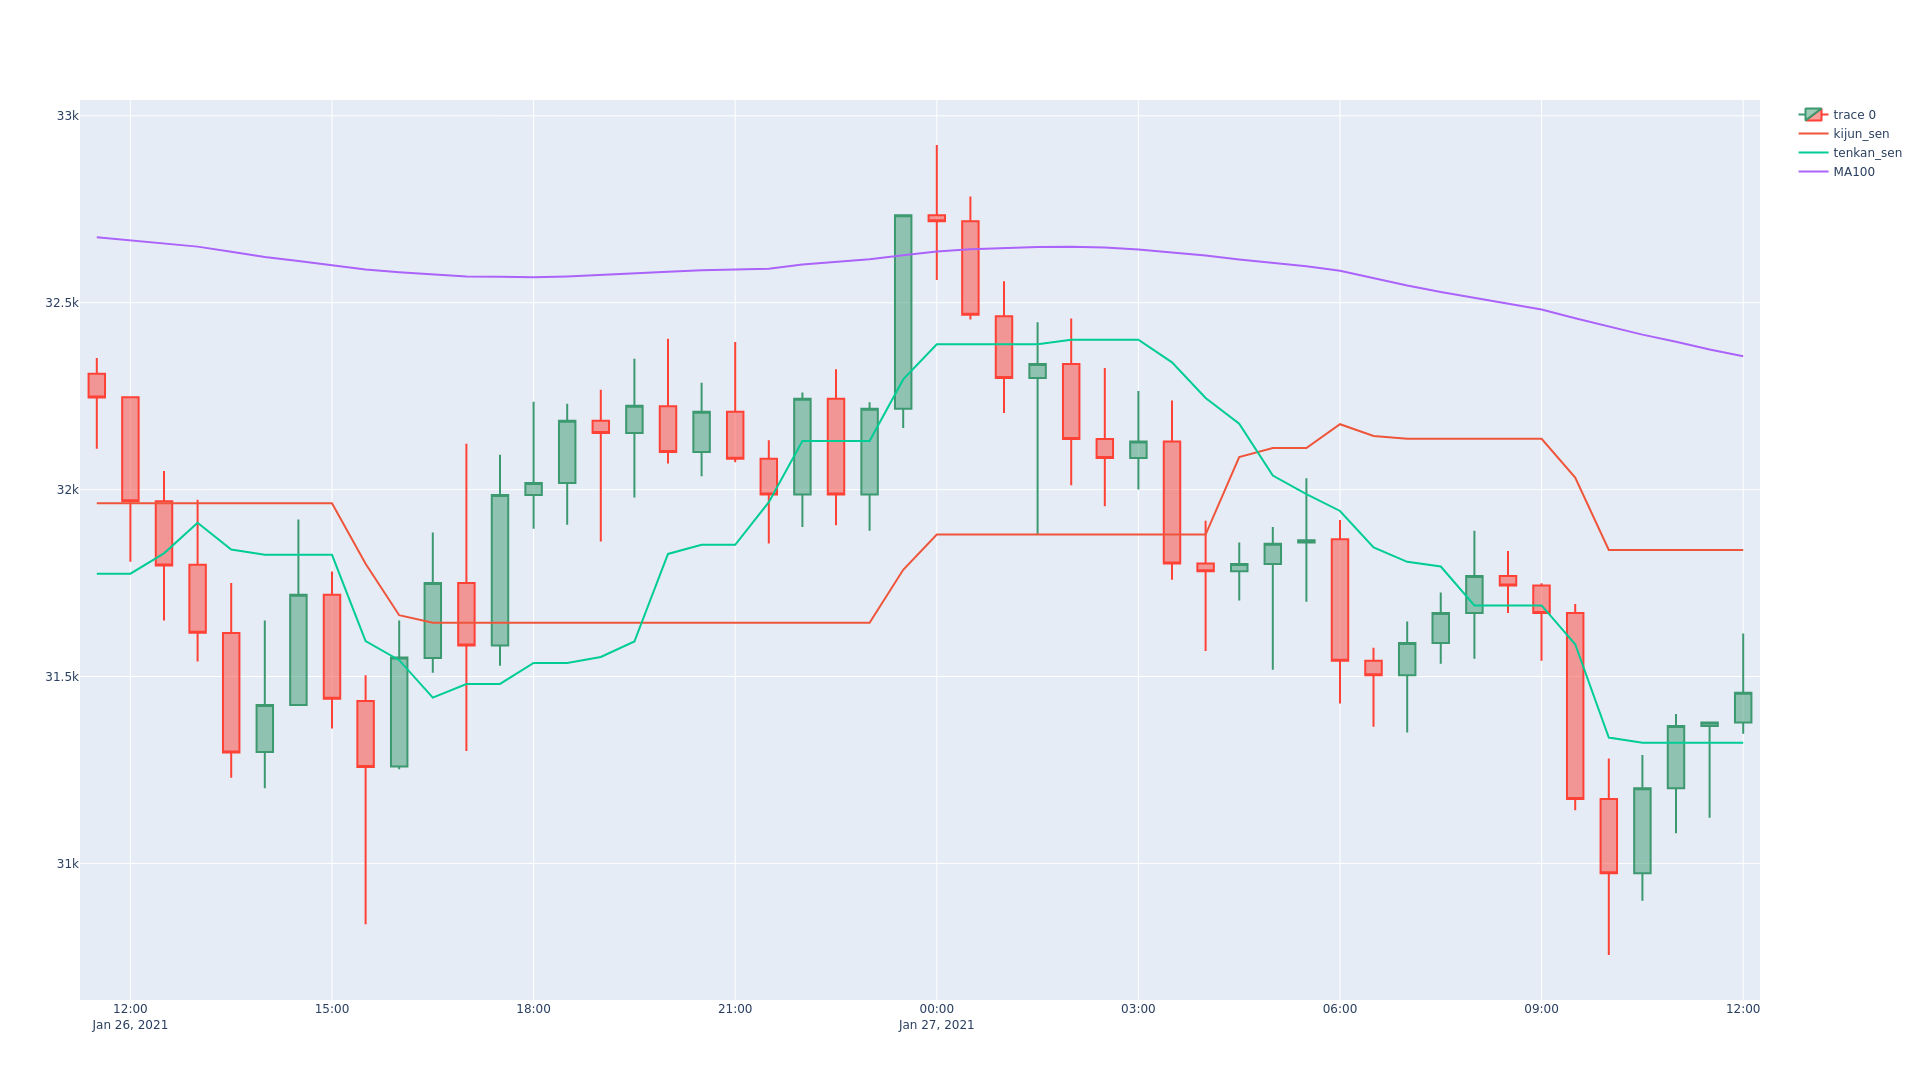 33k
32.5k
32k
31.5k
31k
12:00
Jan 26, 2021
15:00
18:00
21:00
00:00
Jan 27, 2021
03:00
06:00
09:00
12:00
trace 0
kijun_sen
tenkan_sen
MA100